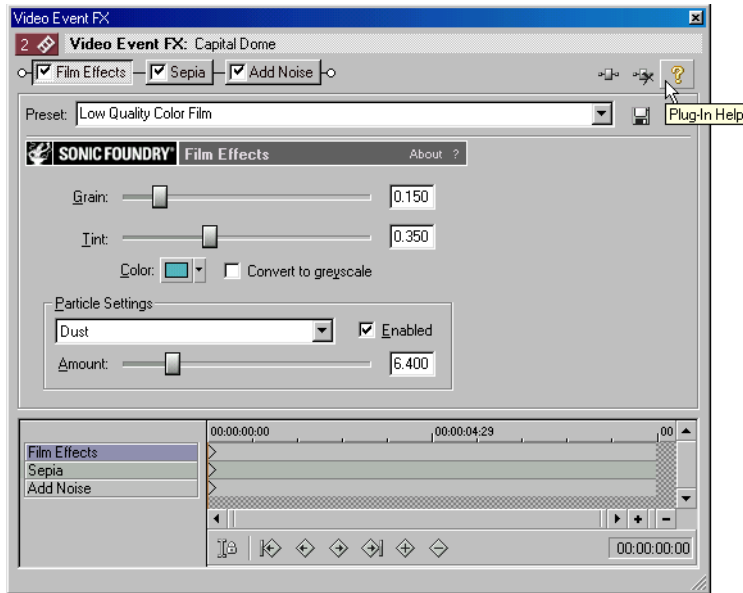 Video Event FX
2 Video Event FX: Capital Dome
Film Effects Sepia Add Noise
Preset: Low Quality Color Film
Plug-In Help
SONIC FOUNDRY® Film Effects About ?
Grain: 0.150
Tint: 0.350
Color: Convert to greyscale
Particle Settings
Dust Enabled
Amount: 6.400
00:00:00:00 00:00:04:29 00
Film Effects
Sepia
Add Noise
00:00:00:00